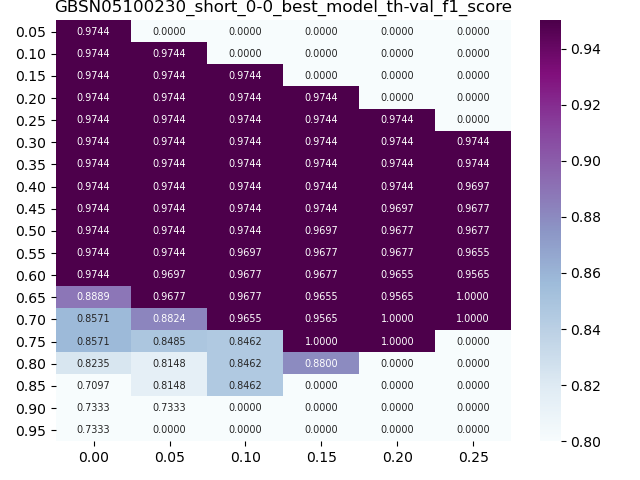 GBSN05100230_short_0-0_best_model_th-val_f1_score
0.05 0.9744 0.0000 0.0000 0.0000 0.0000 0.0000
0.10 0.9744 0.9744 0.0000 0.0000 0.0000 0.0000
0.15 0.9744 0.9744 0.9744 0.0000 0.0000 0.0000
0.20 0.9744 0.9744 0.9744 0.9744 0.0000 0.0000
0.25 0.9744 0.9744 0.9744 0.9744 0.9744 0.0000
0.30 0.9744 0.9744 0.9744 0.9744 0.9744 0.9744
0.35 0.9744 0.9744 0.9744 0.9744 0.9744 0.9744
0.40 0.9744 0.9744 0.9744 0.9744 0.9744 0.9697
0.45 0.9744 0.9744 0.9744 0.9744 0.9697 0.9677
0.50 0.9744 0.9744 0.9744 0.9697 0.9677 0.9677
0.55 0.9744 0.9744 0.9697 0.9677 0.9677 0.9655
0.60 0.9744 0.9697 0.9677 0.9677 0.9655 0.9565
0.65 0.8889 0.9677 0.9677 0.9655 0.9565 1.0000
0.70 0.8571 0.8824 0.9655 0.9565 1.0000 1.0000
0.75 0.8571 0.8485 0.8462 1.0000 1.0000 0.0000
0.80 0.8235 0.8148 0.8462 0.8800 0.0000 0.0000
0.85 0.7097 0.8148 0.8462 0.0000 0.0000 0.0000
0.90 0.7333 0.7333 0.0000 0.0000 0.0000 0.0000
0.95 0.7333 0.0000 0.0000 0.0000 0.0000 0.0000
0.00 0.05 0.10 0.15 0.20 0.25
0.94
0.92
0.90
0.88
0.86
0.84
0.82
0.80